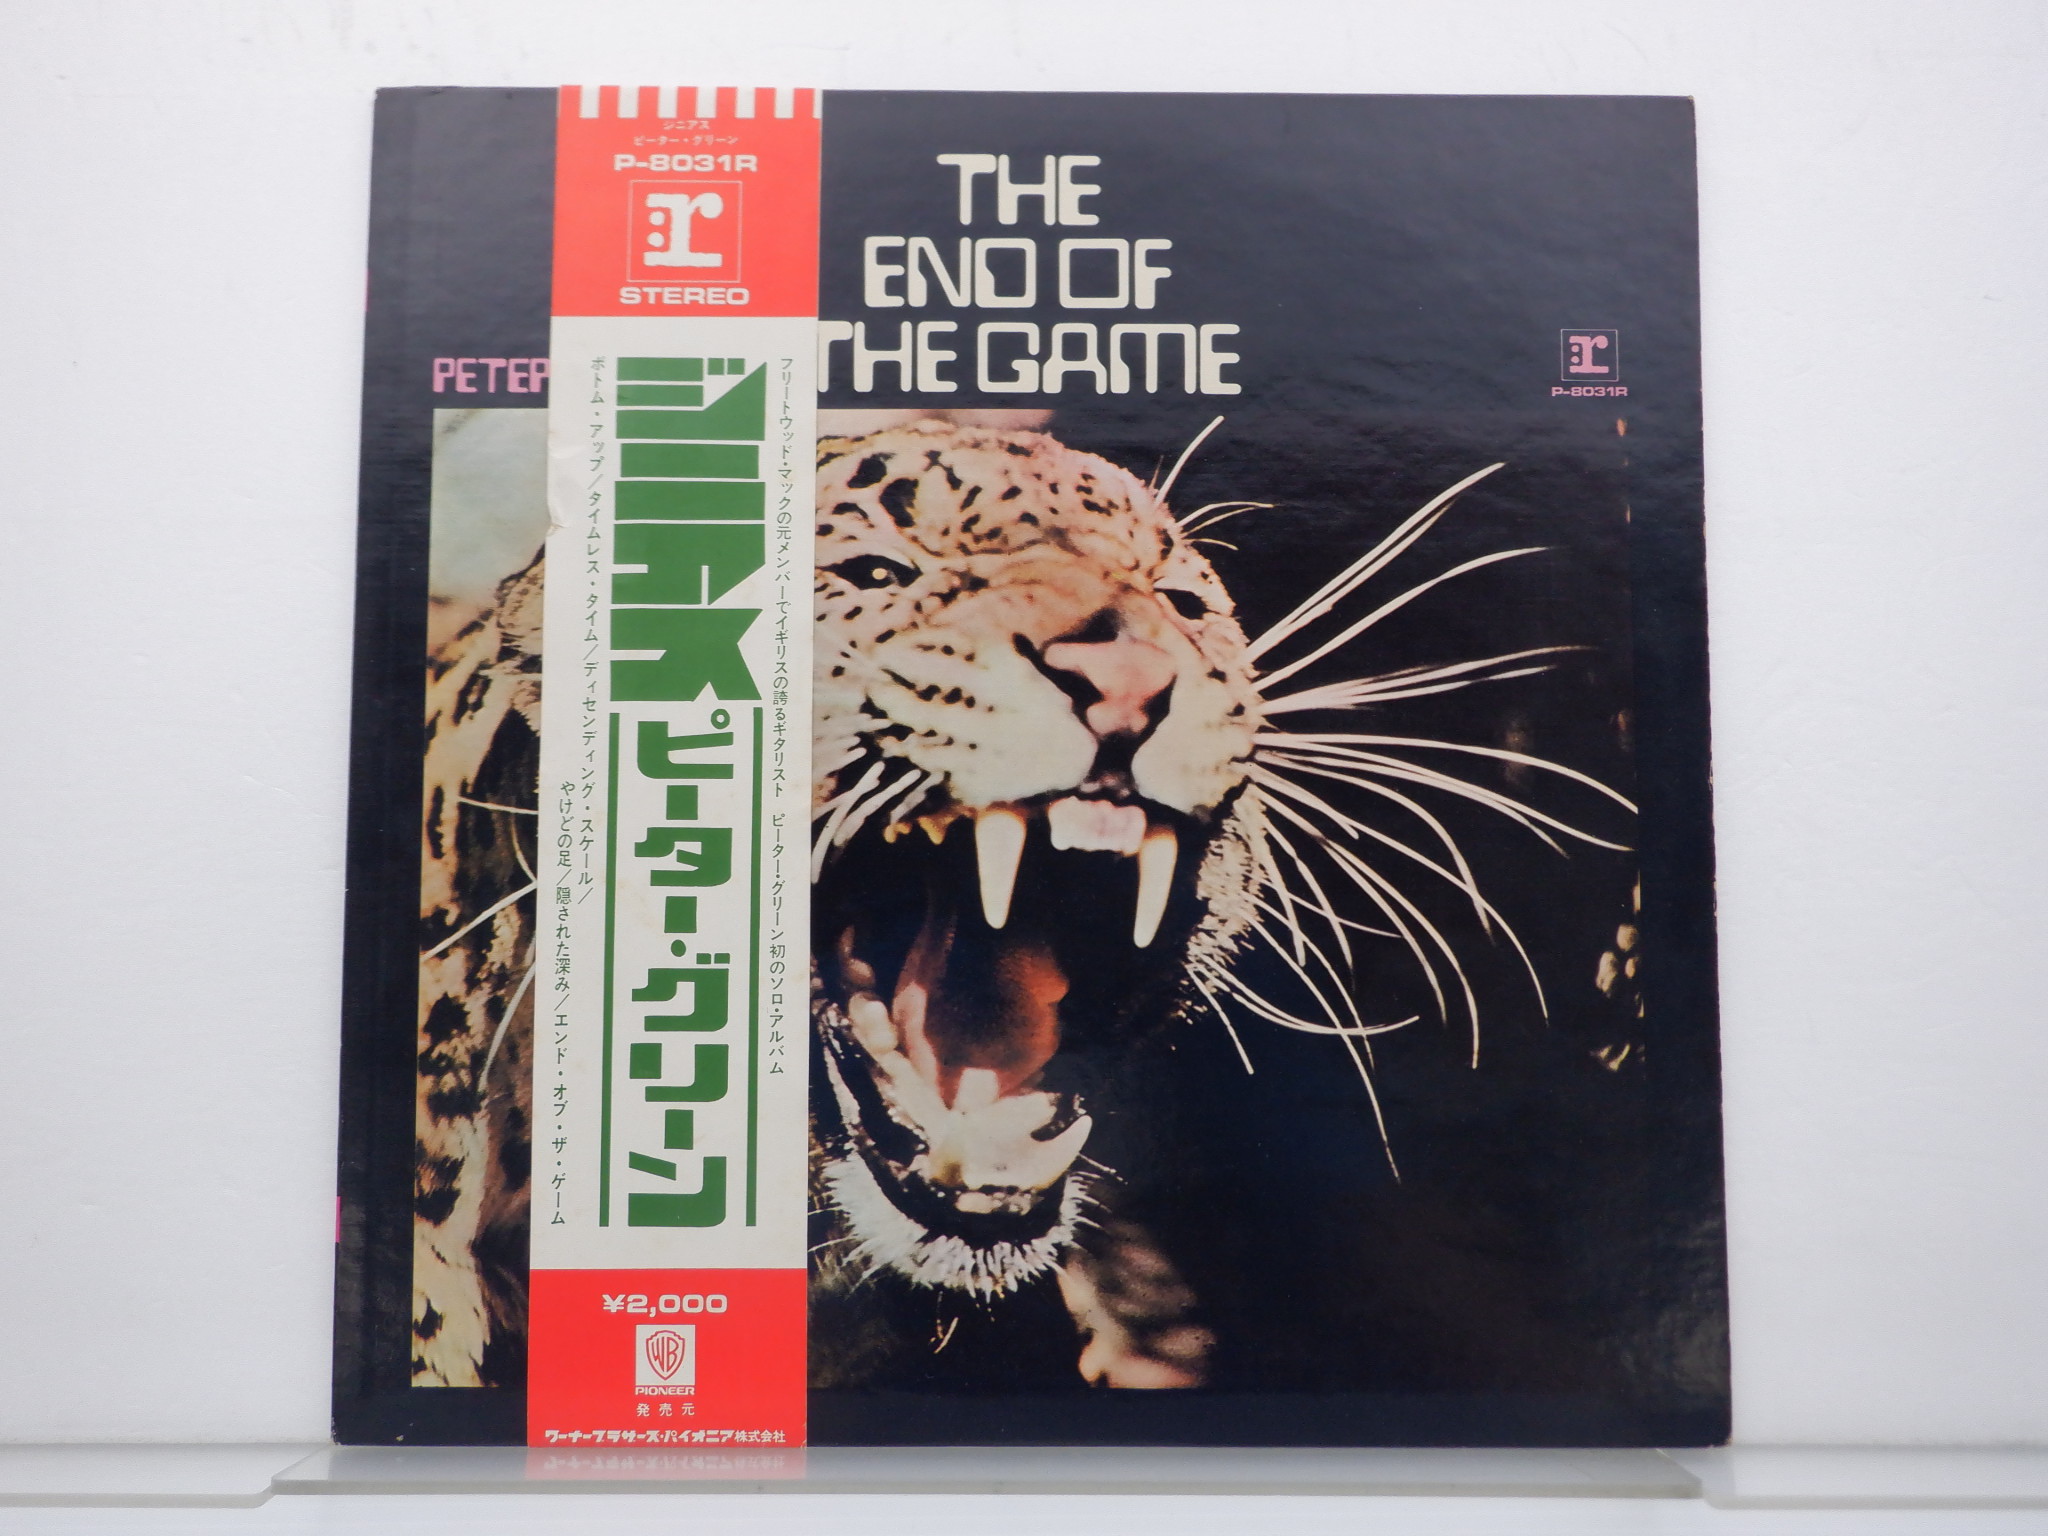 ジニアス
ピーター・グリーン
P-8031R
r
STEREO
フリートウッド・マックの元メンバーでイギリスの誇るギタリスト ピーター・グリーン初のソロ・アルバム
ジニアス
ピーター・グリーン
ボトム・アップ/タイムレス・タイム/ディセンディング・スケール/
やけどの足/隠された深み/エンド・オブ・ザ・ゲーム
¥2,000
WB
PIONEER
発売元
ワーナーブラザーズ・パイオニア株式会社
THE
END OF
THE GAME
PETER
r
P-8031R